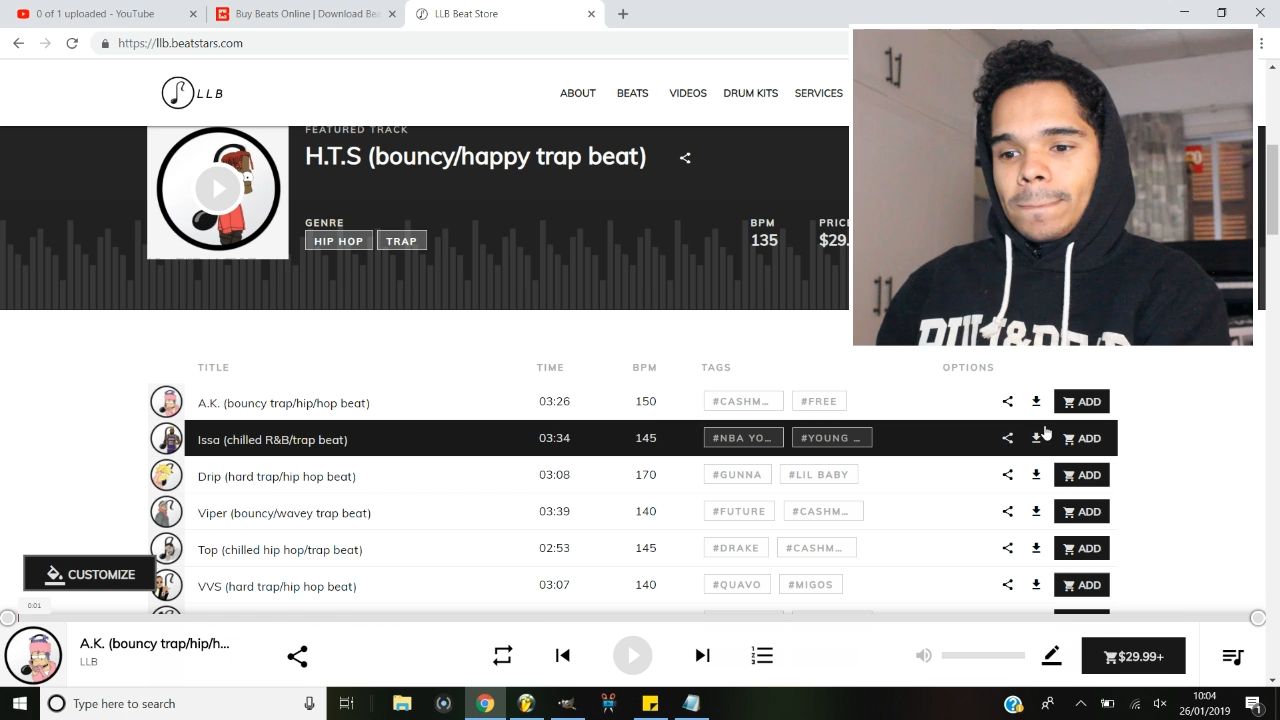 0 of 1 uploaded - YouTube
Buy Beats Online | Download Bea
LLB Beat Store
https://llb.beatstars.com
LLB
ABOUT BEATS VIDEOS DRUM KITS SERVICES
FEATURED TRACK
H.T.S (bouncy/happy trap beat)
GENRE
HIP HOP TRAP
BPM
135
PRICE
$29.
TITLE TIME BPM TAGS OPTIONS
A.K. (bouncy trap/hip/hop beat) 03:26 150 #CASHM... #FREE ADD
Issa (chilled R&B/trap beat) 03:34 145 #NBA YO... #YOUNG ... ADD
Drip (hard trap/hip hop beat) 03:08 170 #GUNNA #LIL BABY ADD
Viper (bouncy/wavey trap beat) 03:39 140 #FUTURE #CASHM... ADD
Top (chilled hip hop/trap beat) 02:53 145 #DRAKE #CASHM... ADD
VVS (hard trap/hip hop beat) 03:07 140 #QUAVO #MIGOS ADD
CUSTOMIZE
0:01
A.K. (bouncy trap/hip/h...
LLB
$29.99+
Type here to search
10:04
26/01/2019
1